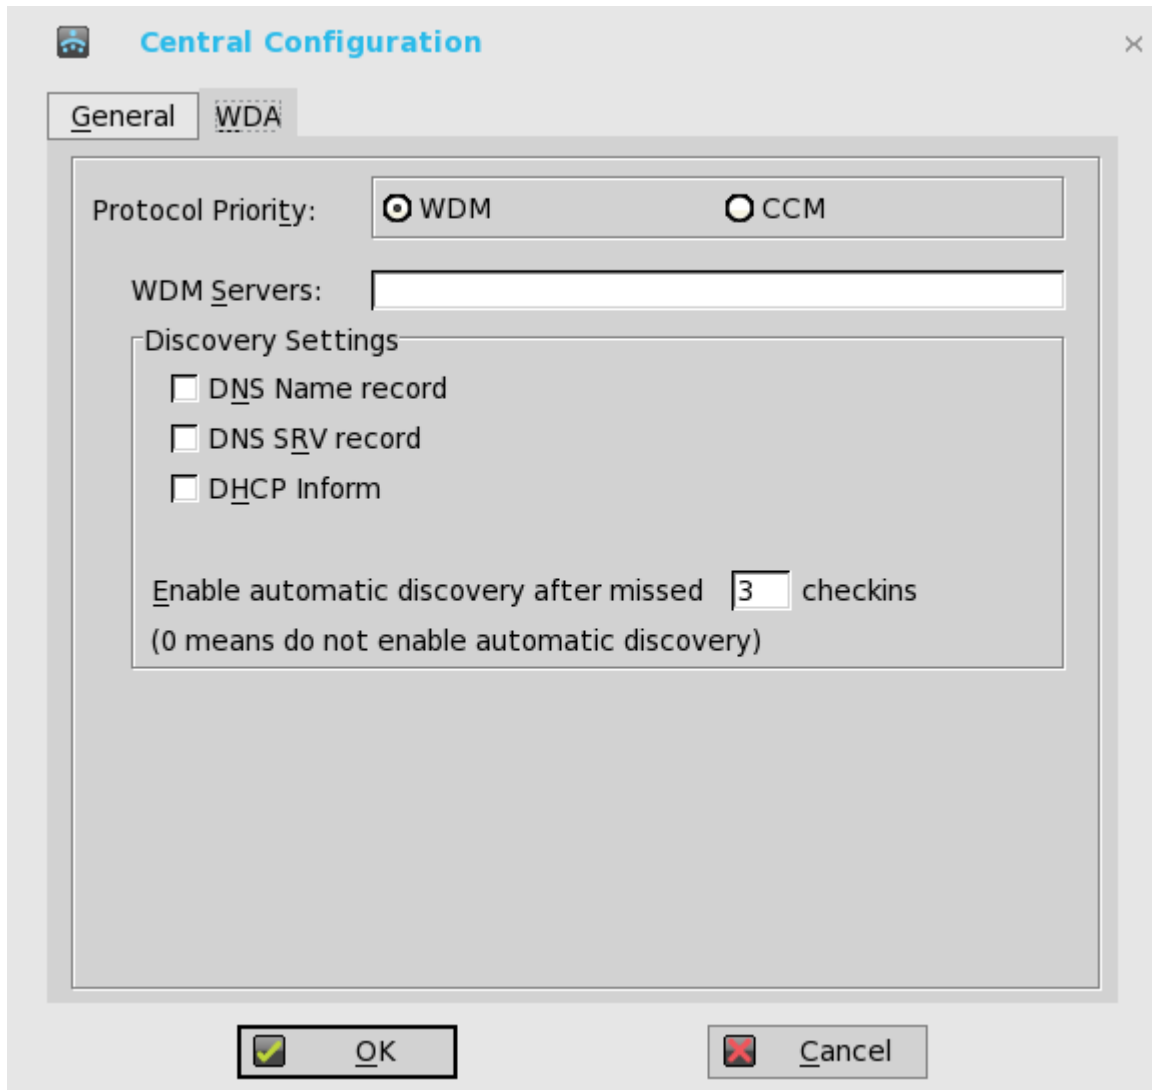 Central Configuration
General WDA
Protocol Priority: WDM CCM
WDM Servers:
Discovery Settings
DNS Name record
DNS SRV record
DHCP Inform
Enable automatic discovery after missed 3 checkins
(0 means do not enable automatic discovery)
OK Cancel